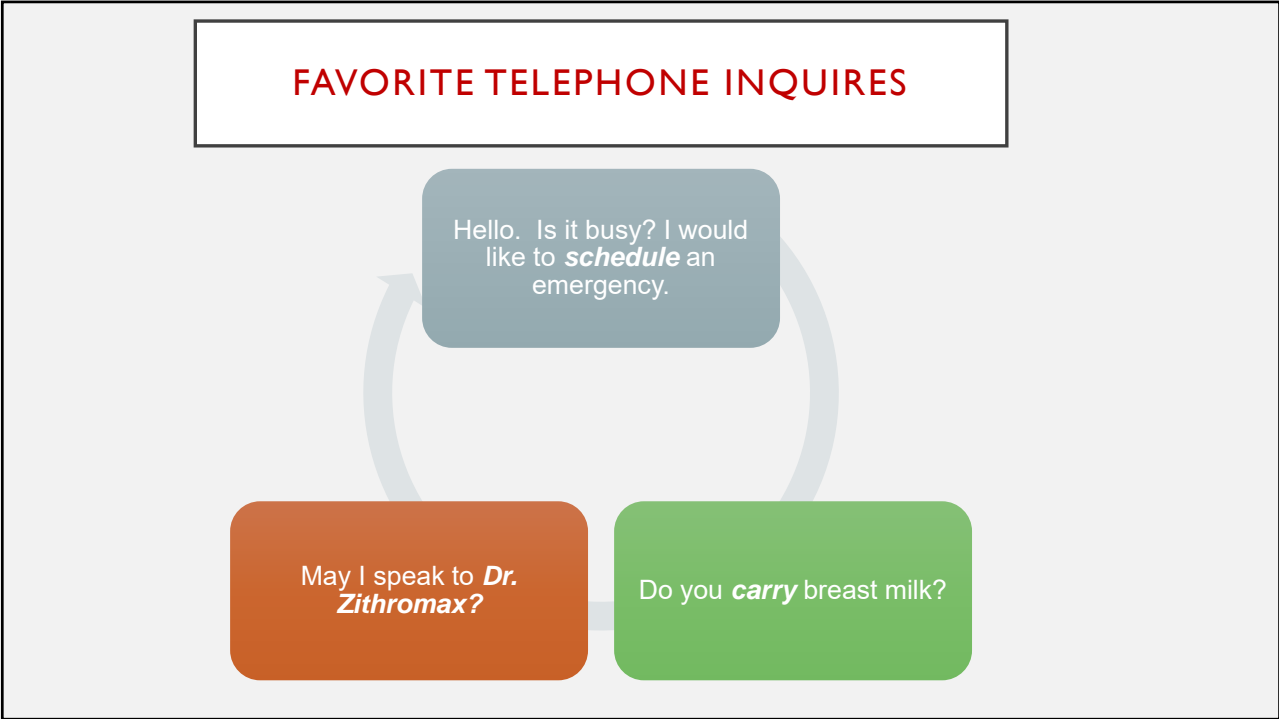 FAVORITE TELEPHONE INQUIRES
Hello.  Is it busy? I would
like to schedule an
emergency.
May I speak to Dr.
Zithromax?
Do you carry breast milk?